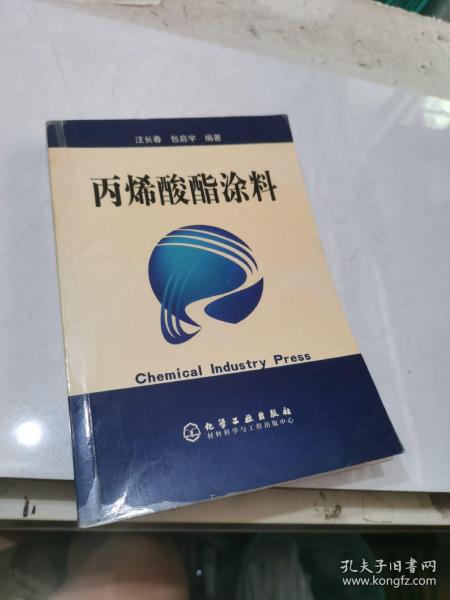 汪长春 包启宇 编著
丙烯酸酯涂料
Chemical Industry Press
化学工业出版社
材料科学与工程出版中心
孔夫子旧书网
www.kongfz.com